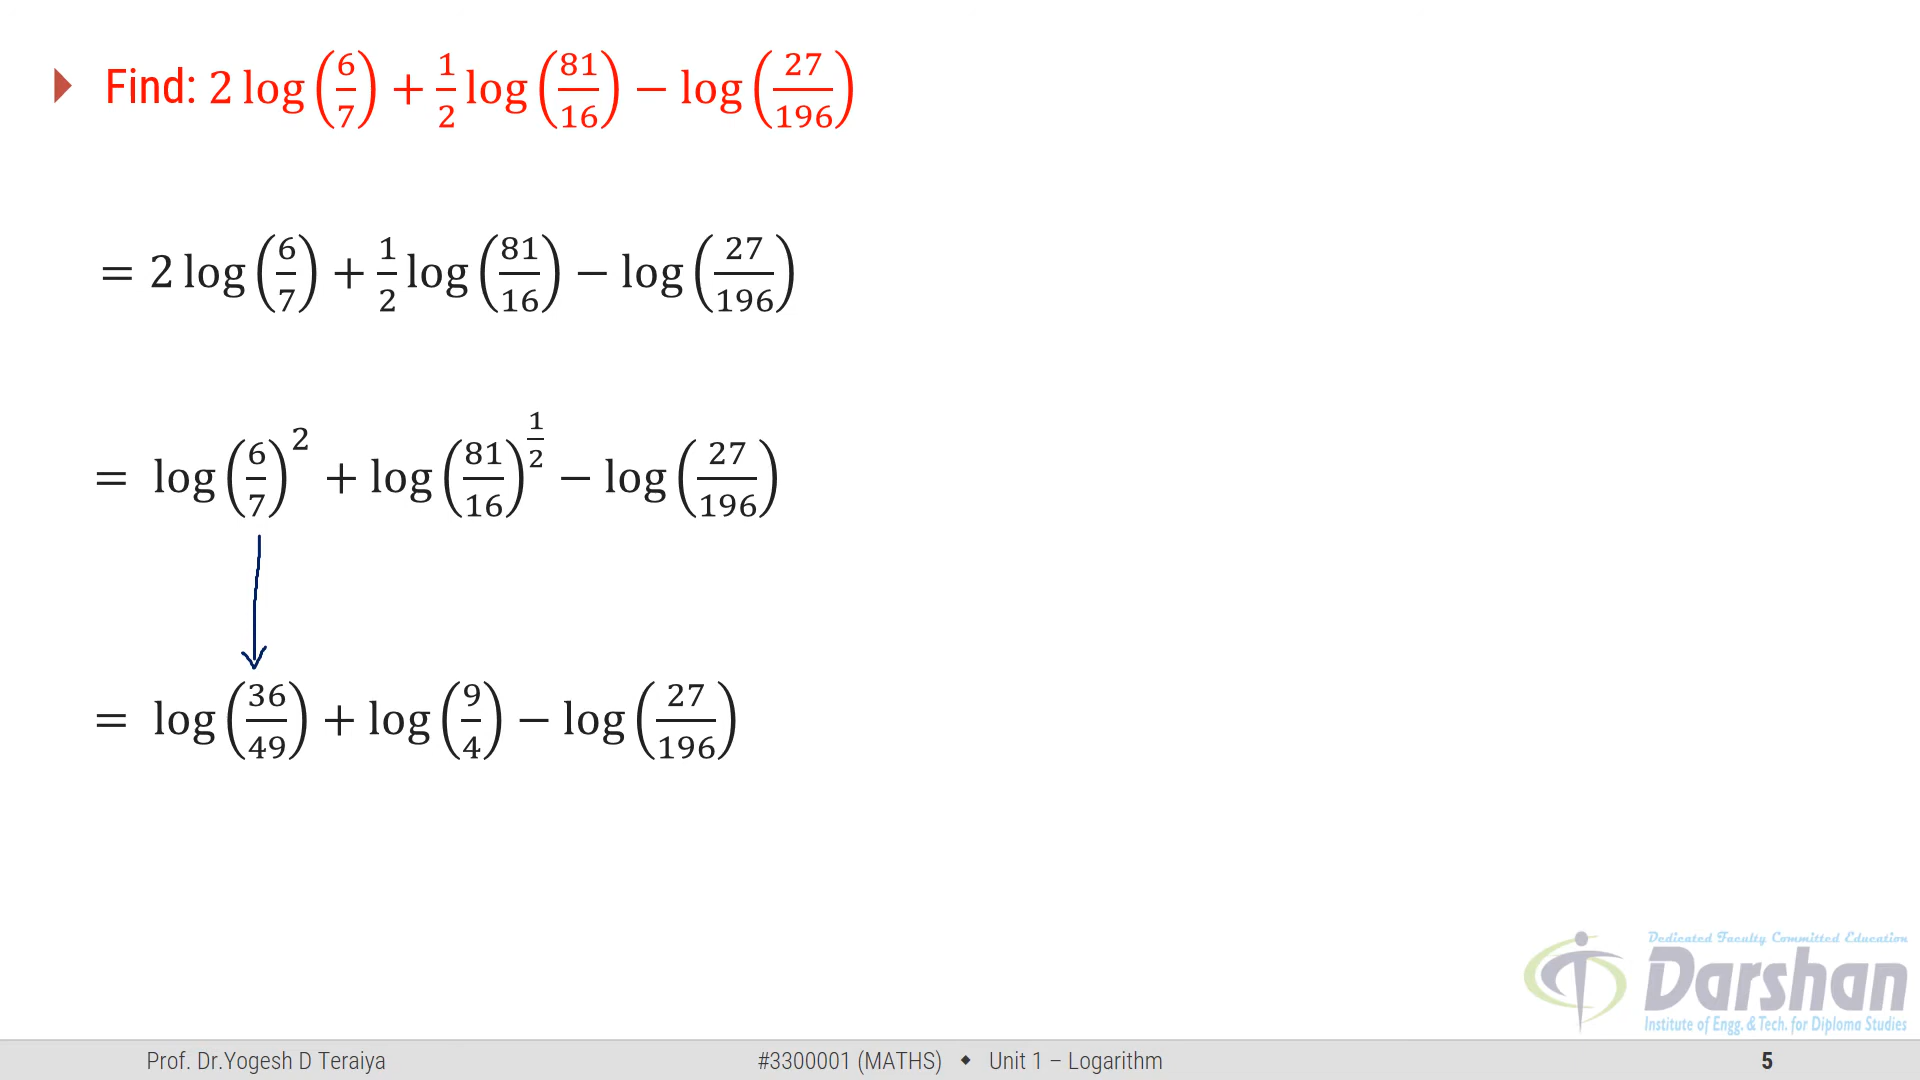 Find: 2 log(6/7) + 1/2 log(81/16) − log(27/196)
= 2 log(6/7) + 1/2 log(81/16) − log(27/196)
= log(6/7)^2 + log(81/16)^(1/2) − log(27/196)
= log(36/49) + log(9/4) − log(27/196)
Dedicated Faculty Committed Education
Darshan
Institute of Engg. & Tech. for Diploma Studies
Prof. Dr.Yogesh D Teraiya
#3300001 (MATHS) ◆ Unit 1 – Logarithm
5